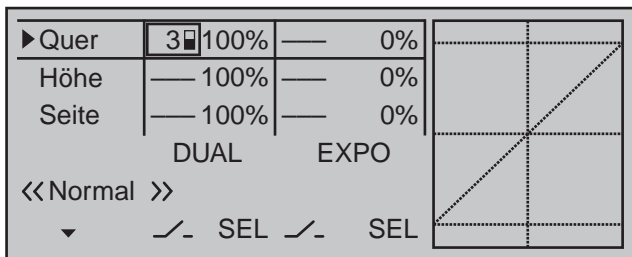 Quer 3 100% ––– 0%
Höhe ––– 100% ––– 0%
Seite ––– 100% ––– 0%
DUAL EXPO
«Normal »
SEL SEL